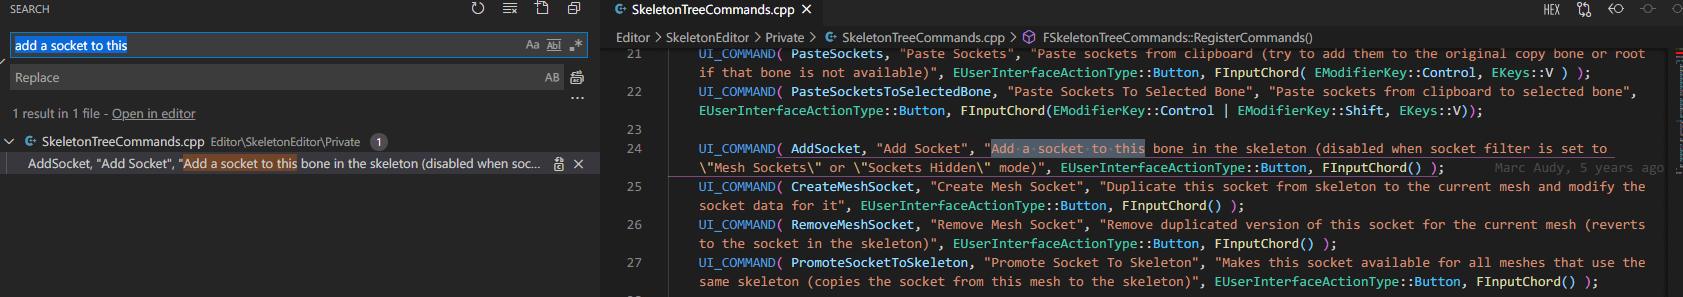 SEARCH
add a socket to this
Aa Abl .*
Replace
AB
1 result in 1 file - Open in editor
SkeletonTreeCommands.cpp Editor\SkeletonEditor\Private 1
AddSocket, "Add Socket", "Add a socket to this bone in the skeleton (disabled when soc...
SkeletonTreeCommands.cpp
HEX
Editor > SkeletonEditor > Private > SkeletonTreeCommands.cpp > FSkeletonTreeCommands::RegisterCommands()
21 UI_COMMAND( PasteSockets, "Paste Sockets", "Paste sockets from clipboard (try to add them to the original copy bone or root
if that bone is not available)", EUserInterfaceActionType::Button, FInputChord( EModifierKey::Control, EKeys::V ) );
22 UI_COMMAND( PasteSocketsToSelectedBone, "Paste Sockets To Selected Bone", "Paste sockets from clipboard to selected bone",
EUserInterfaceActionType::Button, FInputChord(EModifierKey::Control | EModifierKey::Shift, EKeys::V));
23
24 UI_COMMAND( AddSocket, "Add Socket", "Add a socket to this bone in the skeleton (disabled when socket filter is set to
\"Mesh Sockets\" or \"Sockets Hidden\" mode)", EUserInterfaceActionType::Button, FInputChord() ); Marc Audy, 5 years ago
25 UI_COMMAND( CreateMeshSocket, "Create Mesh Socket", "Duplicate this socket from skeleton to the current mesh and modify the
socket data for it", EUserInterfaceActionType::Button, FInputChord() );
26 UI_COMMAND( RemoveMeshSocket, "Remove Mesh Socket", "Remove duplicated version of this socket for the current mesh (reverts
to the socket in the skeleton)", EUserInterfaceActionType::Button, FInputChord() );
27 UI_COMMAND( PromoteSocketToSkeleton, "Promote Socket To Skeleton", "Makes this socket available for all meshes that use the
same skeleton (copies the socket from this mesh to the skeleton)", EUserInterfaceActionType::Button, FInputChord() );